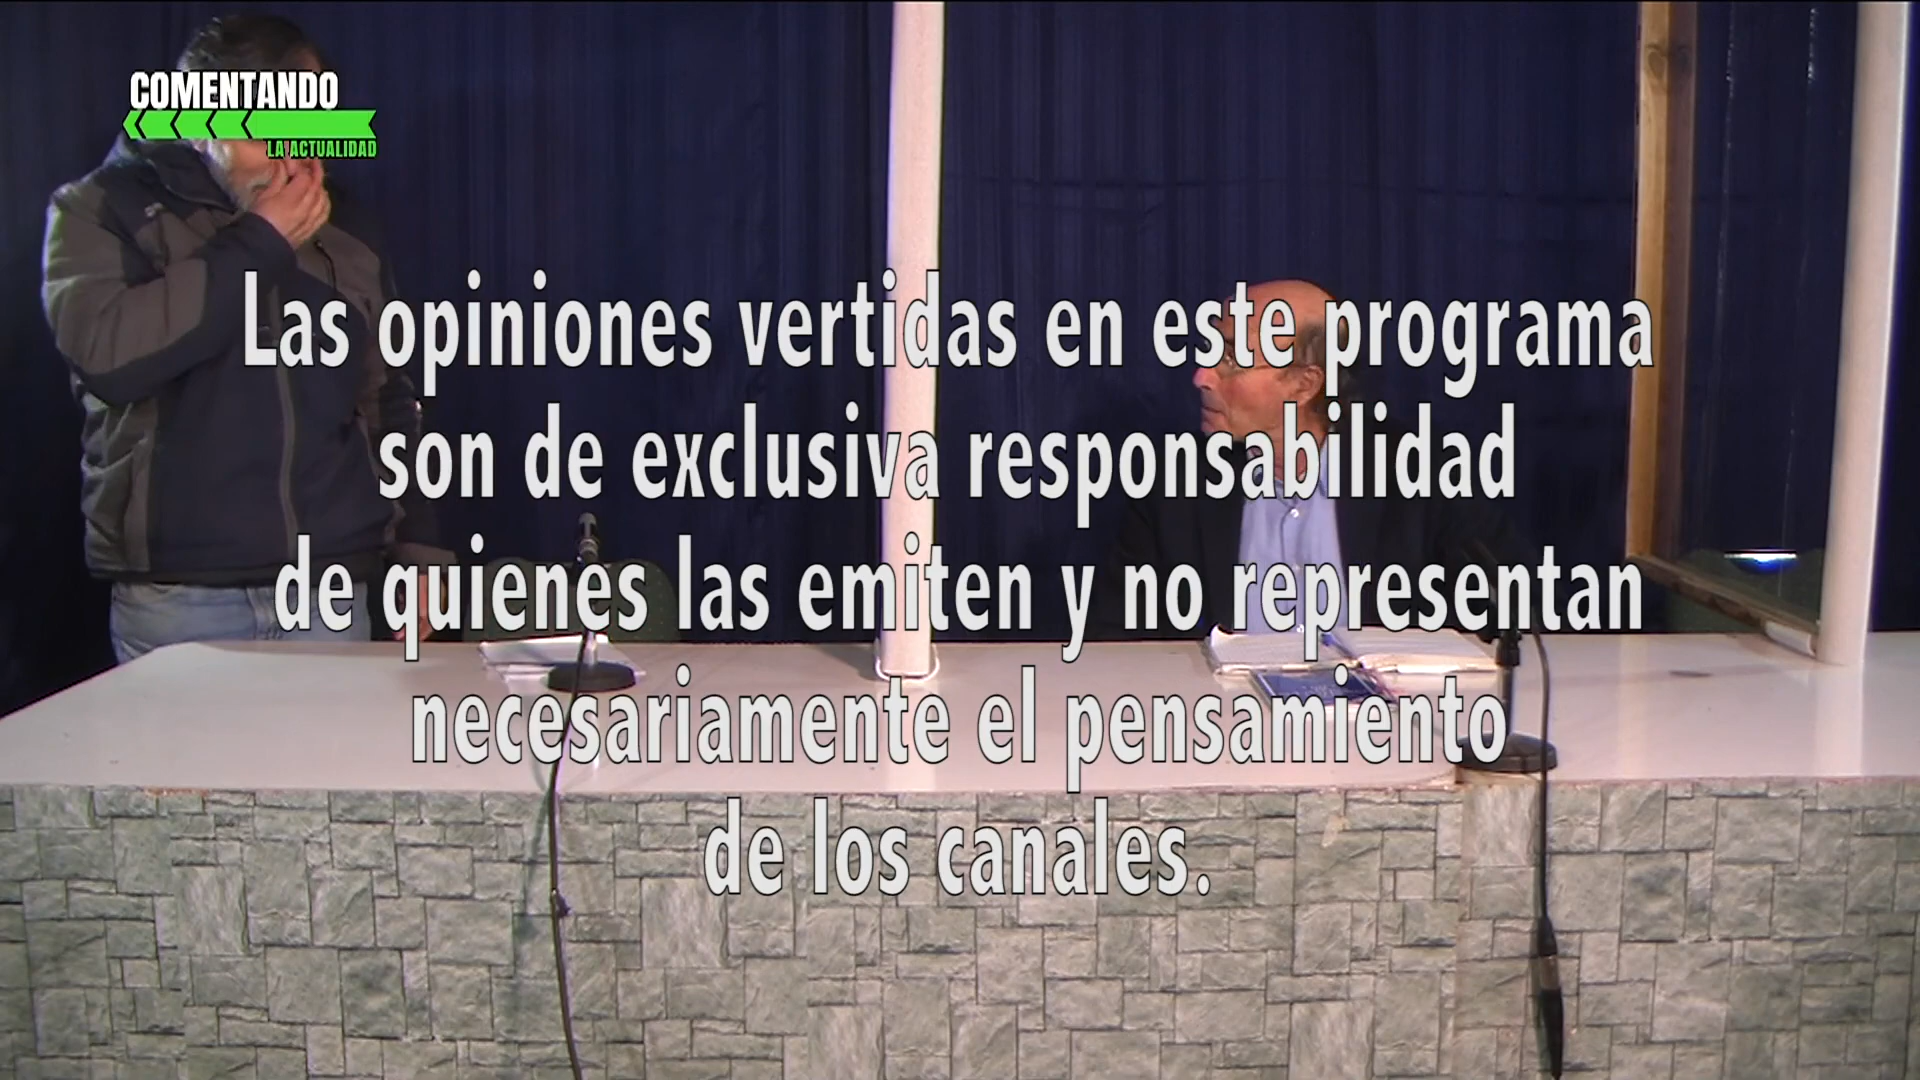 COMENTANDO
LA ACTUALIDAD
Las opiniones vertidas en este programa
son de exclusiva responsabilidad
de quienes las emiten y no representan
necesariamente el pensamiento
de los canales.